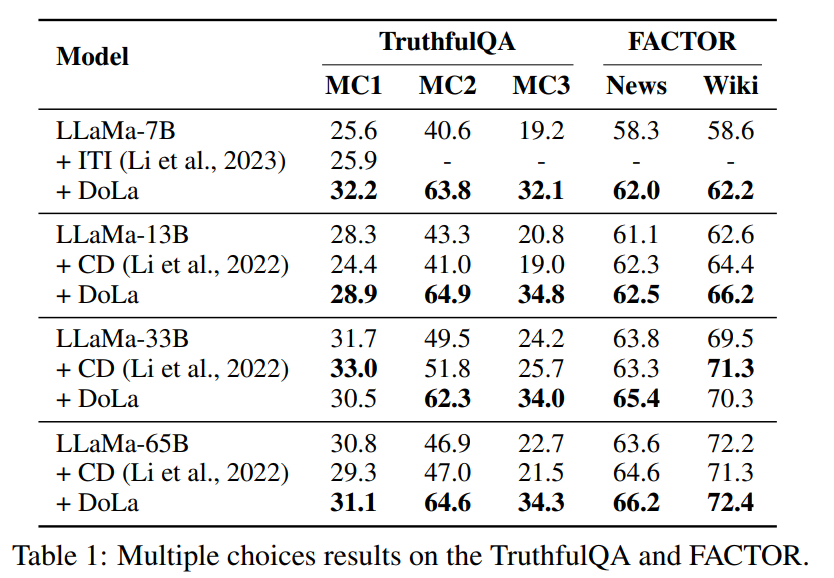 Model TruthfulQA FACTOR
MC1 MC2 MC3 News Wiki
LLaMa-7B 25.6 40.6 19.2 58.3 58.6
+ ITI (Li et al., 2023) 25.9 - - - -
+ DoLa 32.2 63.8 32.1 62.0 62.2
LLaMa-13B 28.3 43.3 20.8 61.1 62.6
+ CD (Li et al., 2022) 24.4 41.0 19.0 62.3 64.4
+ DoLa 28.9 64.9 34.8 62.5 66.2
LLaMa-33B 31.7 49.5 24.2 63.8 69.5
+ CD (Li et al., 2022) 33.0 51.8 25.7 63.3 71.3
+ DoLa 30.5 62.3 34.0 65.4 70.3
LLaMa-65B 30.8 46.9 22.7 63.6 72.2
+ CD (Li et al., 2022) 29.3 47.0 21.5 64.6 71.3
+ DoLa 31.1 64.6 34.3 66.2 72.4
Table 1: Multiple choices results on the TruthfulQA and FACTOR.